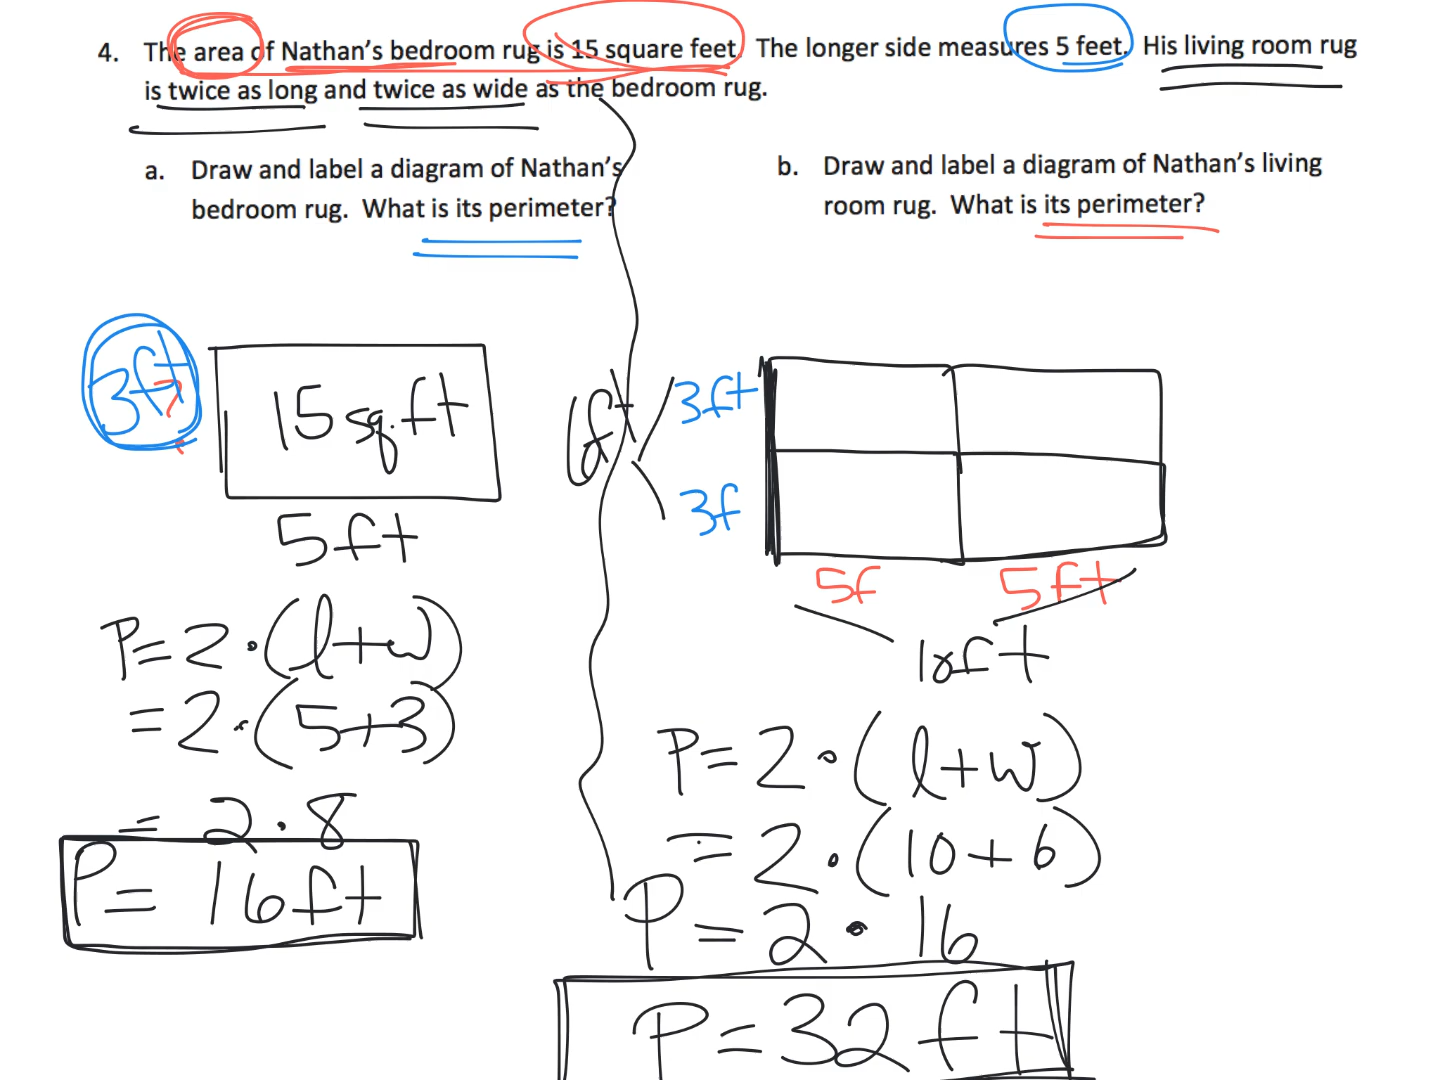 4. The area of Nathan's bedroom rug is 15 square feet. The longer side measures 5 feet. His living room rug
is twice as long and twice as wide as the bedroom rug.
a. Draw and label a diagram of Nathan's
bedroom rug. What is its perimeter?
b. Draw and label a diagram of Nathan's living
room rug. What is its perimeter?
3ft
?
15 sq. ft
5ft
P=2·(l+w)
=2·(5+3)
=2·8
P=16ft
6ft
3ft
3f
5f
5ft
10ft
P=2·(l+w)
=2·(10+6)
P=2·16
P=32ft